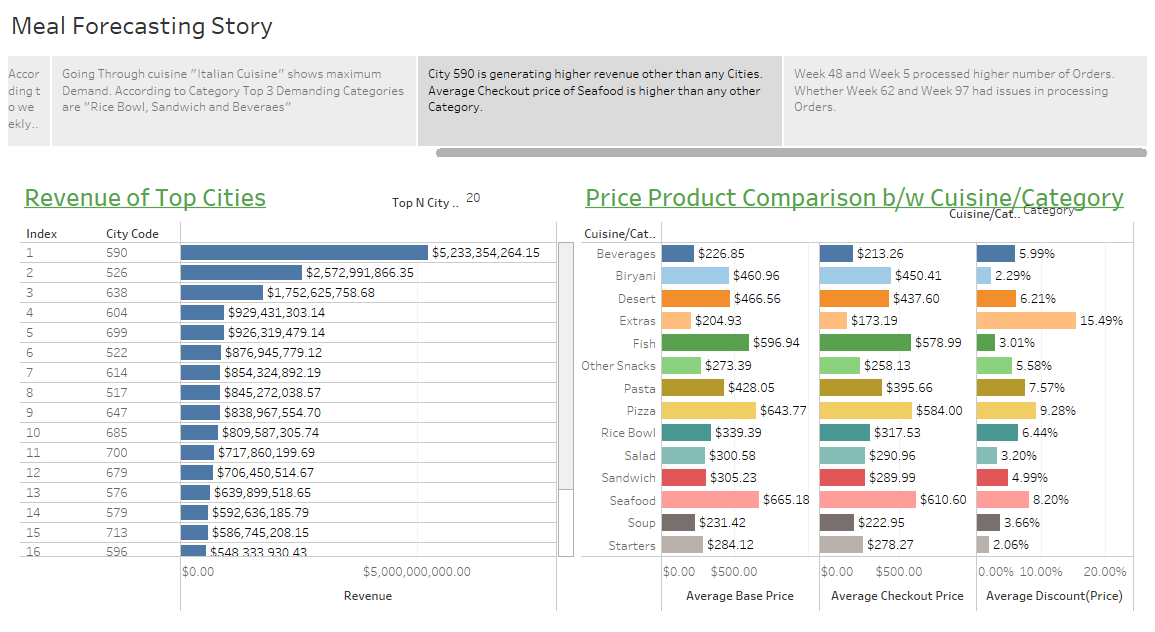 Meal Forecasting Story
Accor
ding t
o we
ekly..
Going Through cuisine "Italian Cuisine" shows maximum
Demand. According to Category Top 3 Demanding Categories
are "Rice Bowl, Sandwich and Beveraes"
City 590 is generating higher revenue other than any Cities.
Average Checkout price of Seafood is higher than any other
Category.
Week 48 and Week 5 processed higher number of Orders.
Whether Week 62 and Week 97 had issues in processing
Orders.
Revenue of Top Cities
Top N City .. 20
Index City Code
1 590 $5,233,354,264.15
2 526 $2,572,991,866.35
3 638 $1,752,625,758.68
4 604 $929,431,303.14
5 699 $926,319,479.14
6 522 $876,945,779.12
7 614 $854,324,892.19
8 517 $845,272,038.57
9 647 $838,967,554.70
10 685 $809,587,305.74
11 700 $717,860,199.69
12 679 $706,450,514.67
13 576 $639,899,518.65
14 579 $592,636,185.79
15 713 $586,745,208.15
16 596 $548,333,930.43
$0.00 $5,000,000,000.00
Revenue
Price Product Comparison b/w Cuisine/Category
Cuisine/Cat.. Category
Cuisine/Cat..
Beverages $226.85 $213.26 5.99%
Biryani $460.96 $450.41 2.29%
Desert $466.56 $437.60 6.21%
Extras $204.93 $173.19 15.49%
Fish $596.94 $578.99 3.01%
Other Snacks $273.39 $258.13 5.58%
Pasta $428.05 $395.66 7.57%
Pizza $643.77 $584.00 9.28%
Rice Bowl $339.39 $317.53 6.44%
Salad $300.58 $290.96 3.20%
Sandwich $305.23 $289.99 4.99%
Seafood $665.18 $610.60 8.20%
Soup $231.42 $222.95 3.66%
Starters $284.12 $278.27 2.06%
$0.00 $500.00 $0.00 $500.00 0.00% 10.00% 20.00%
Average Base Price Average Checkout Price Average Discount(Price)